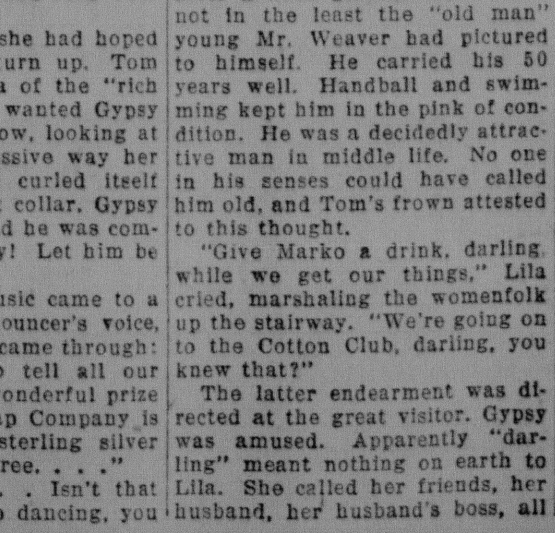 she had hoped
turn up. Tom
of the "rich
wanted Gypsy
looking at
way her
curled itself
collar. Gypsy
he was com-
Let him be
came to a
voice,
came through:
tell all our
prize
Company is
sterling silver
. . . ."
. . Isn't that
dancing, you
not in the least the "old man"
young Mr. Weaver had pictured
to himself. He carried his 50
years well. Handball and swim-
ming kept him in the pink of con-
dition. He was a decidedly attrac-
tive man in middle life. No one
in his senses could have called
him old, and Tom's frown attested
to this thought.
"Give Marko a drink, darling,
while we get our things," Lila
cried, marshaling the womenfolk
up the stairway. "We're going on
to the Cotton Club, darling, you
knew that?"
The latter endearment was di-
rected at the great visitor. Gypsy
was amused. Apparently "dar-
ling" meant nothing on earth to
Lila. She called her friends, her
husband, her husband's boss, all